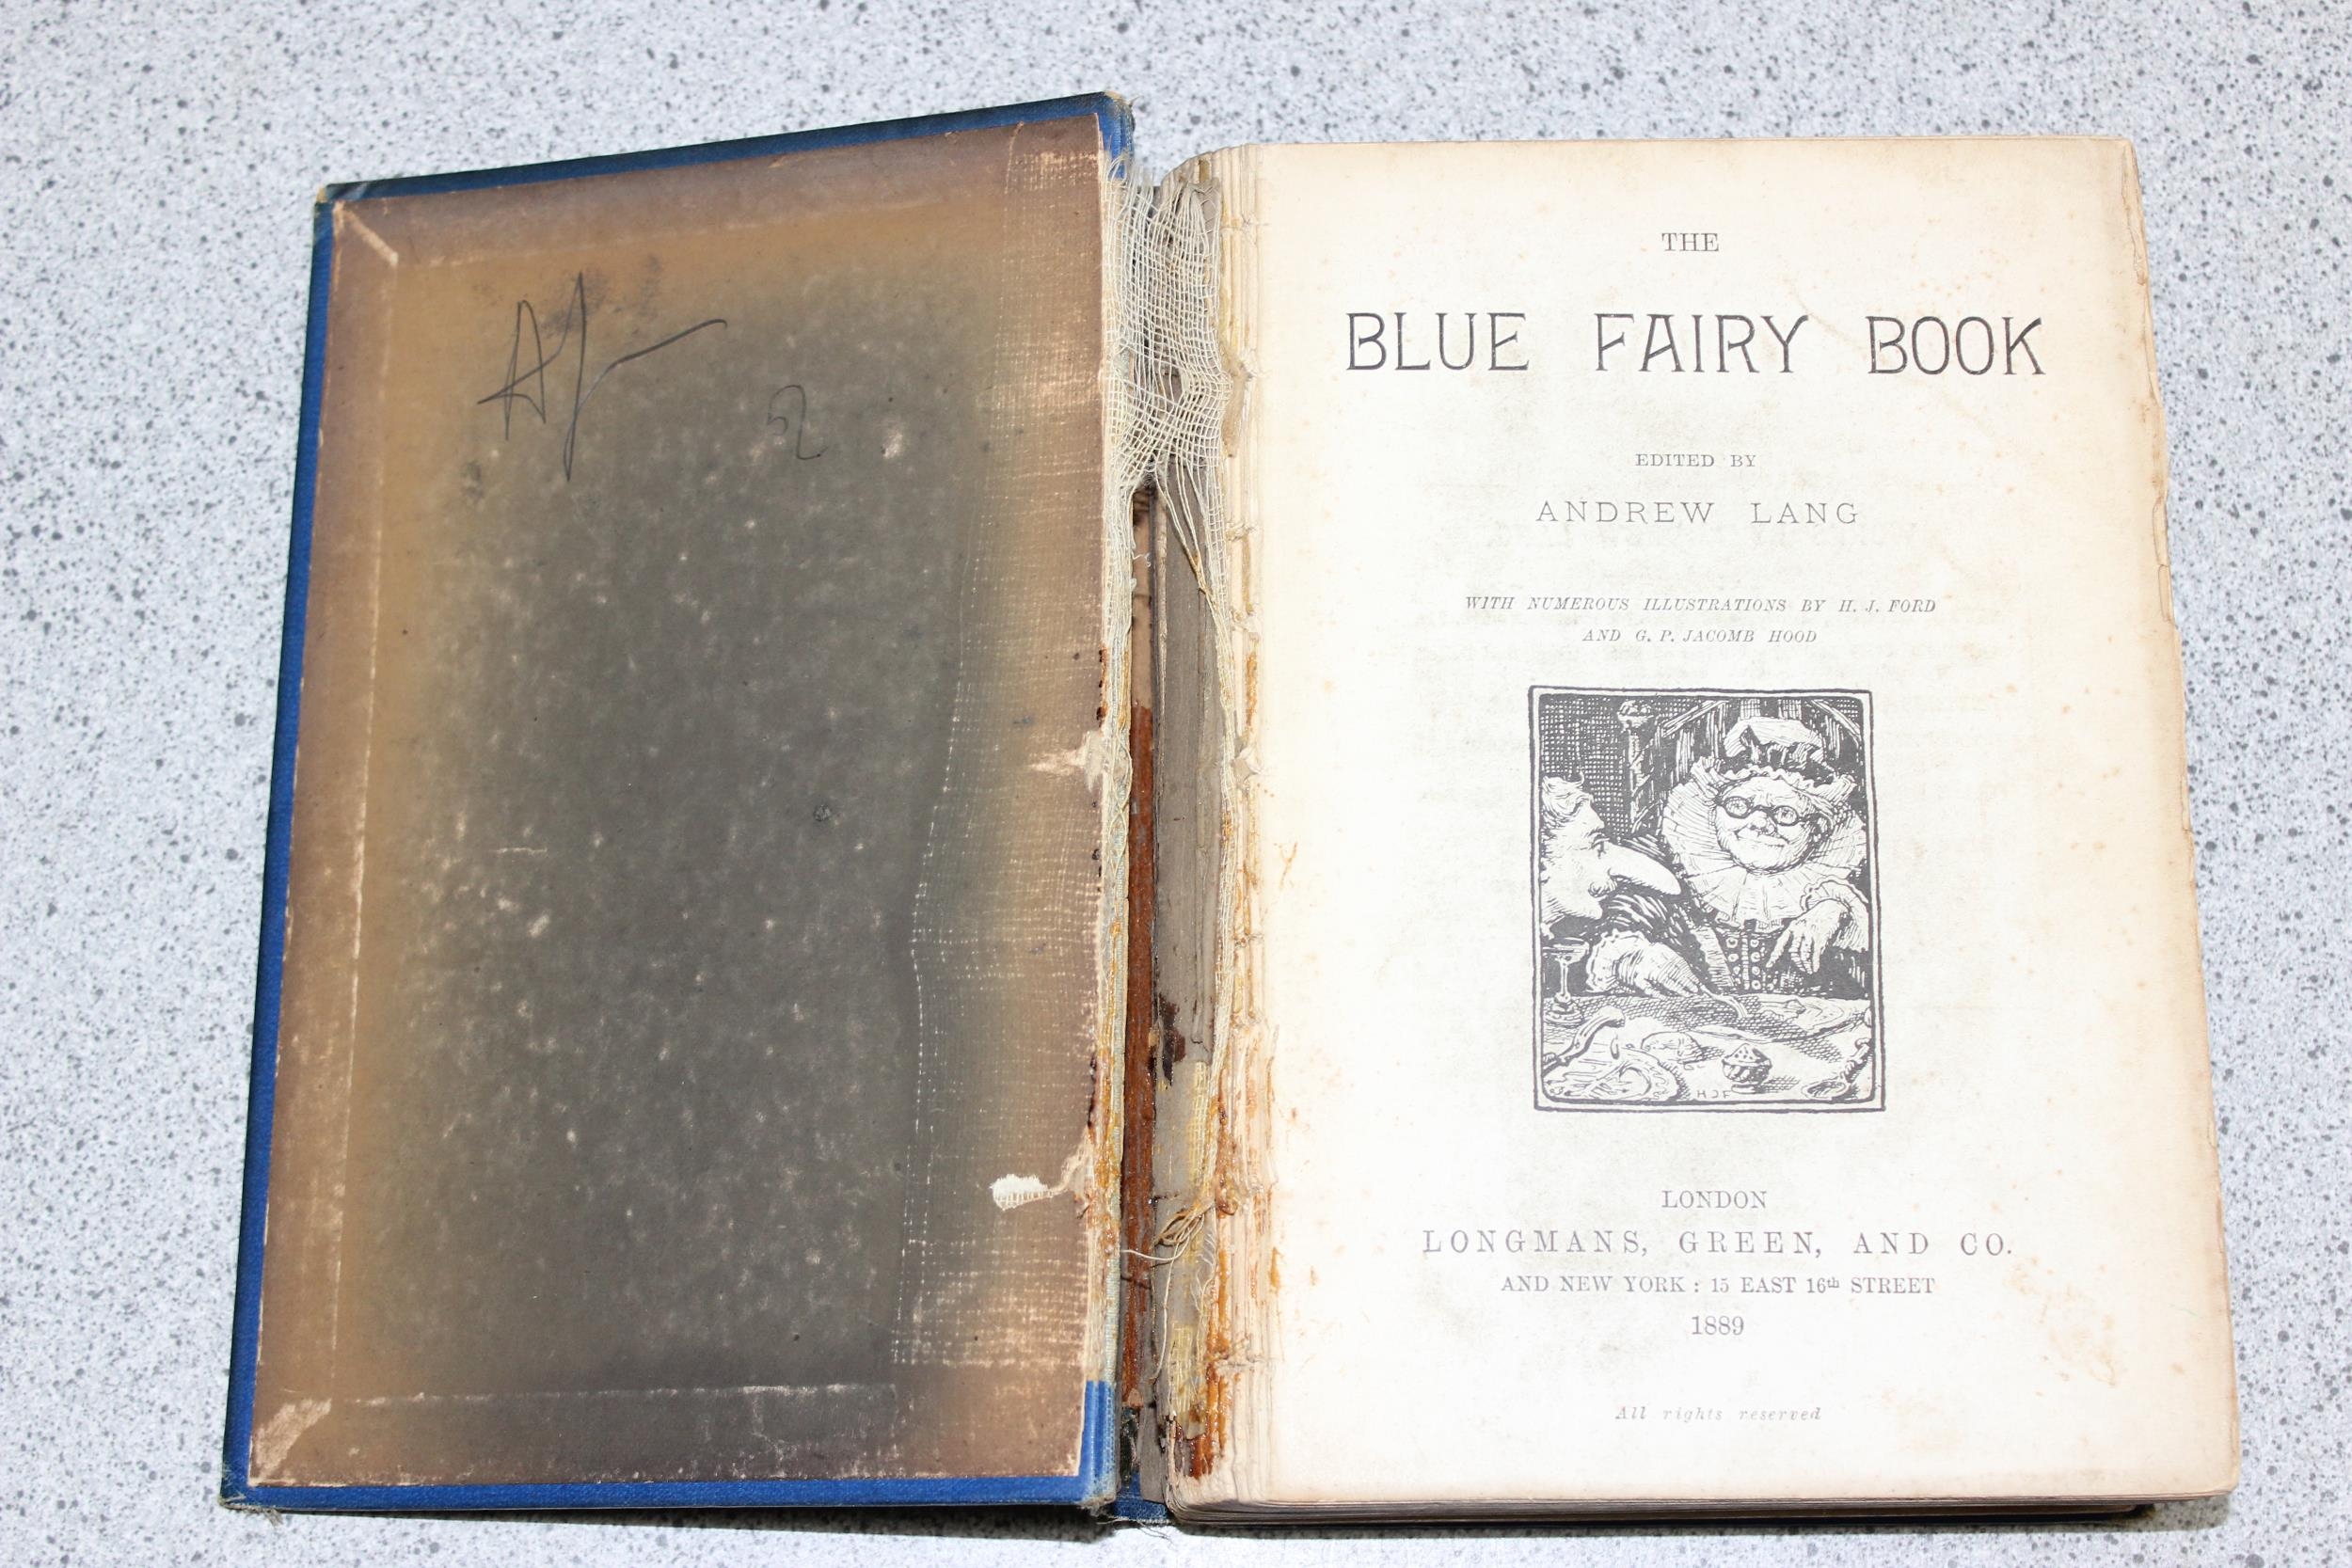 THE
BLUE FAIRY BOOK
EDITED BY
ANDREW LANG
WITH NUMEROUS ILLUSTRATIONS BY H. J. FORD
AND G. P. JACOMB HOOD
HJF
LONDON
LONGMANS, GREEN, AND CO.
AND NEW YORK : 15 EAST 16th STREET
1889
All rights reserved